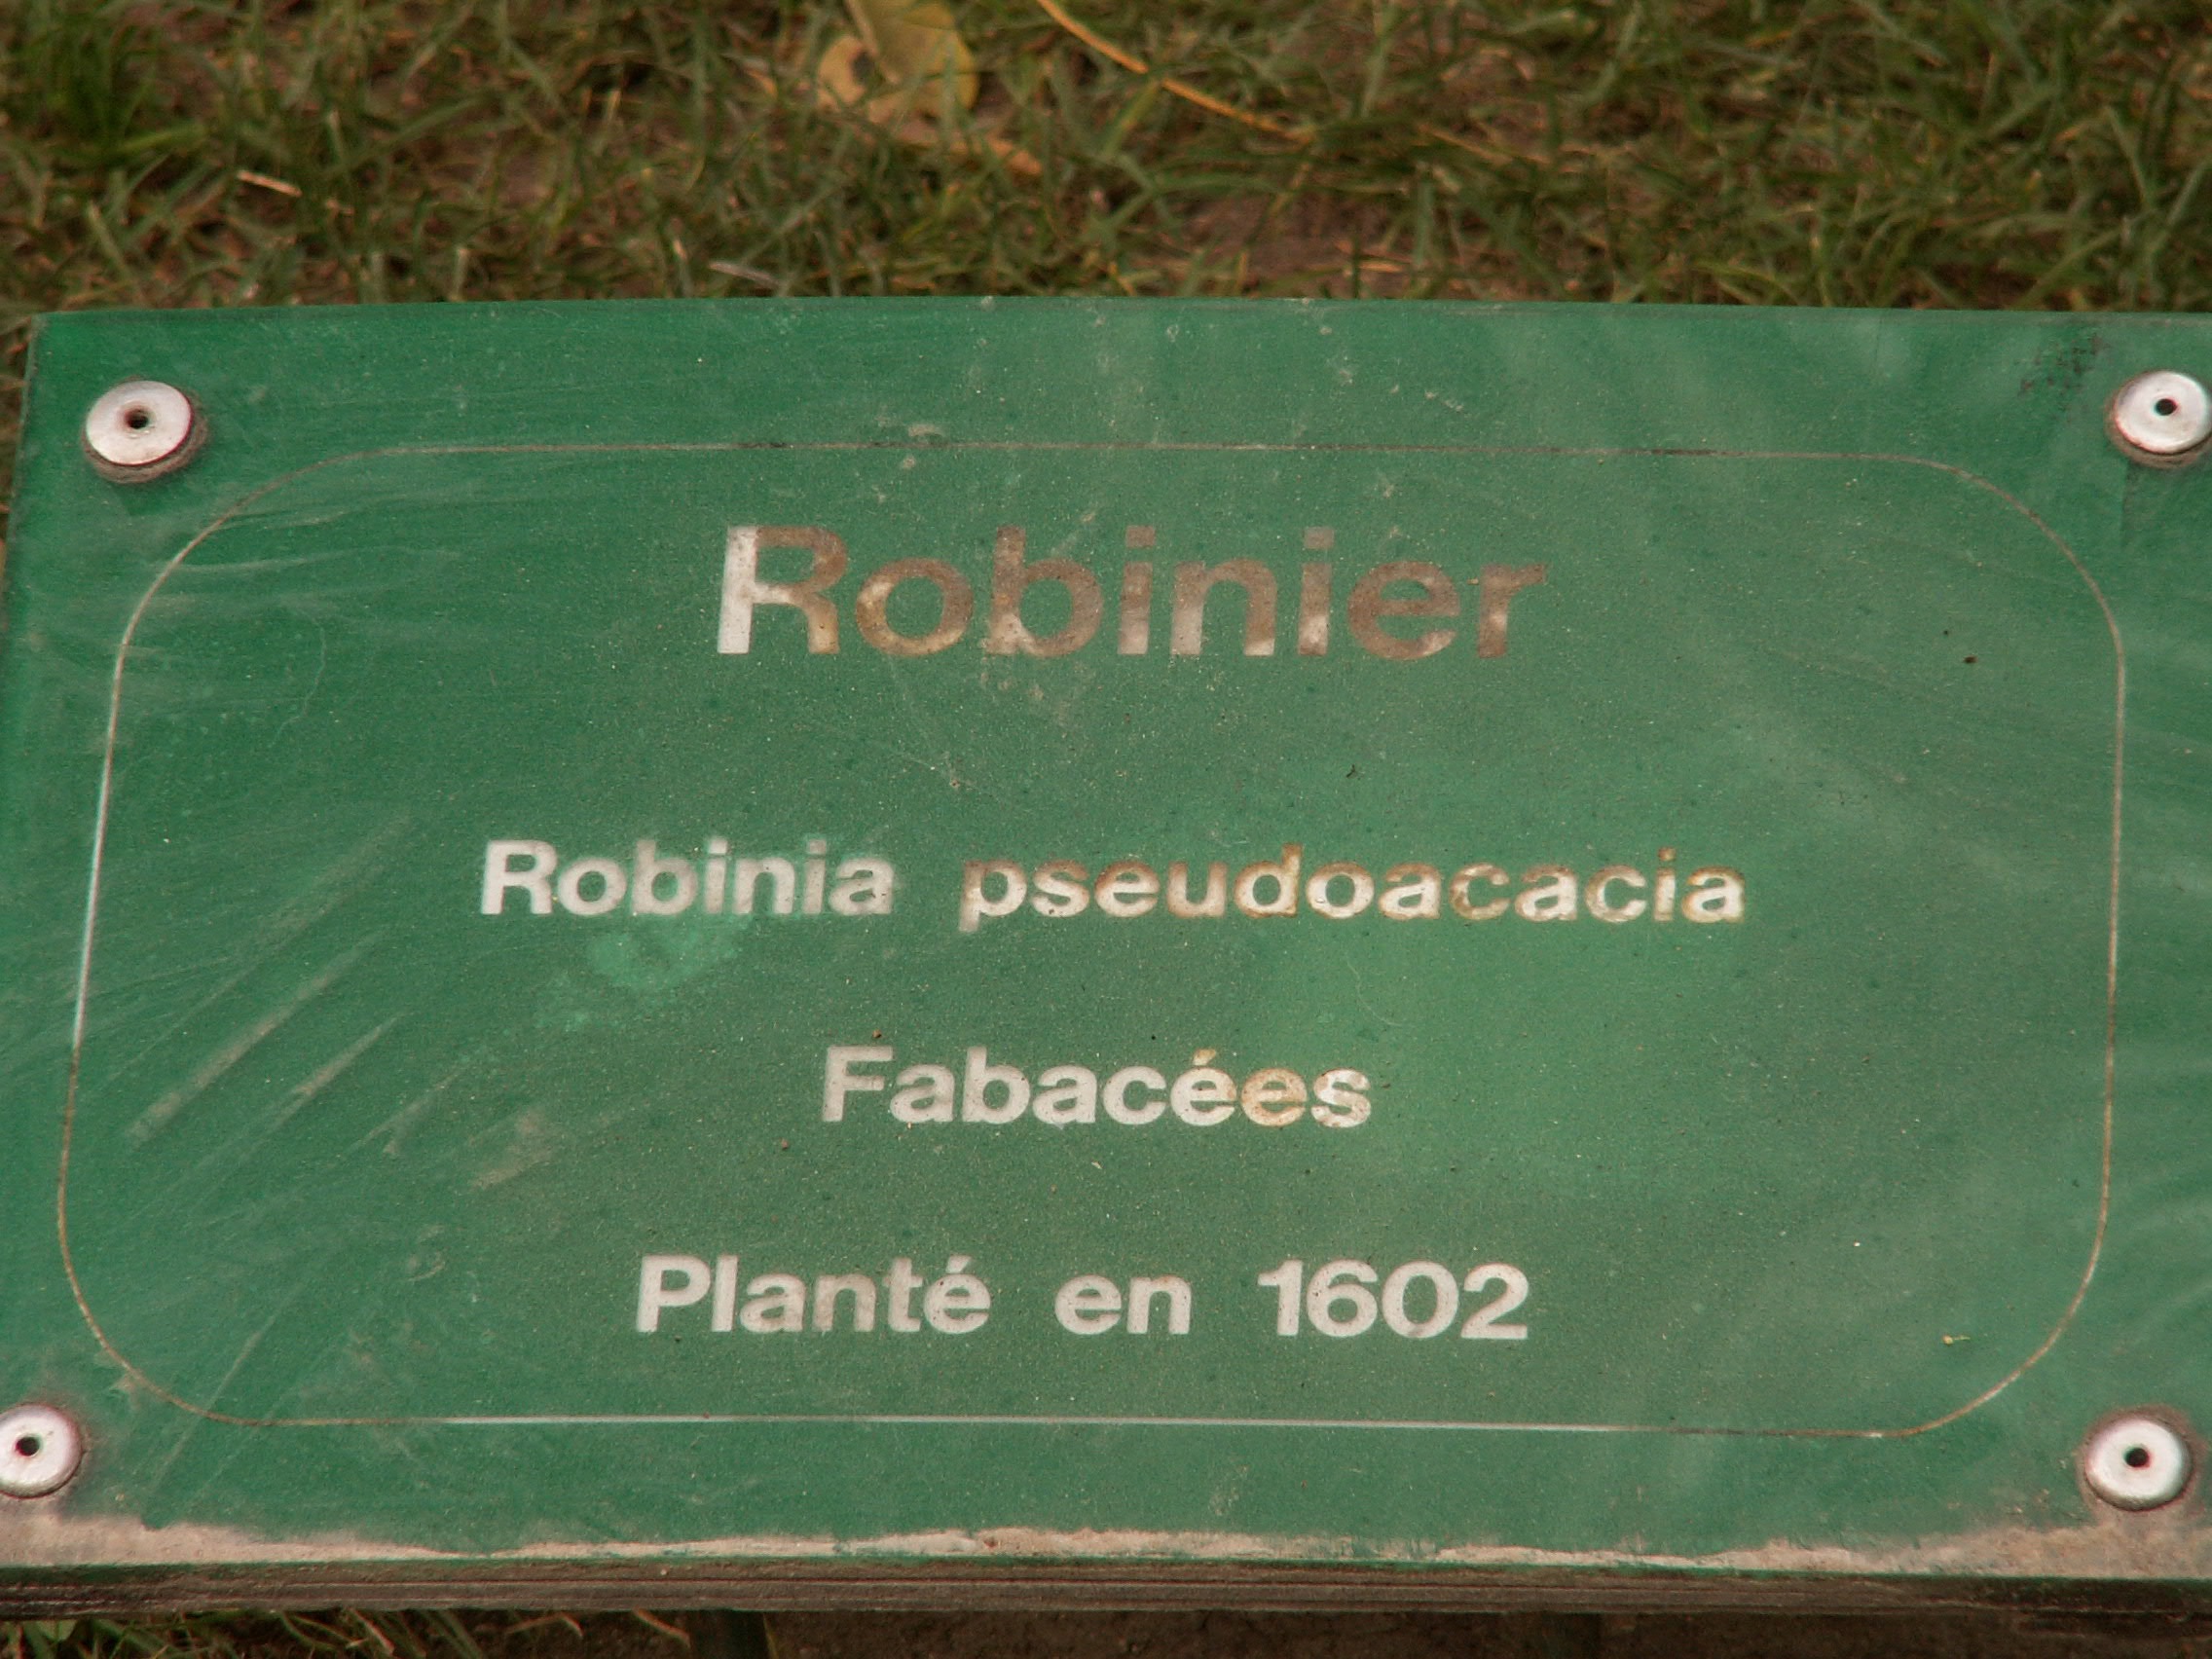 Robinier
Robinia pseudoacacia
Fabacées
Planté en 1602